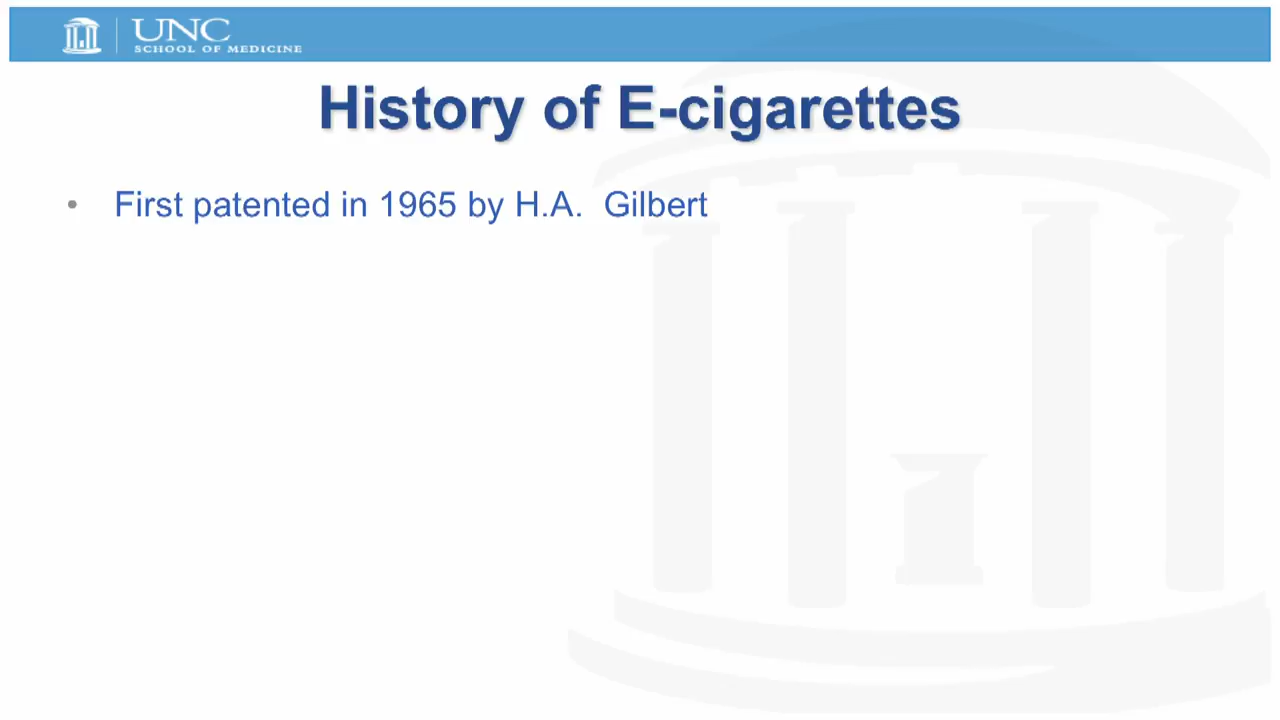 UNC
SCHOOL OF MEDICINE
History of E-cigarettes
• First patented in 1965 by H.A. Gilbert